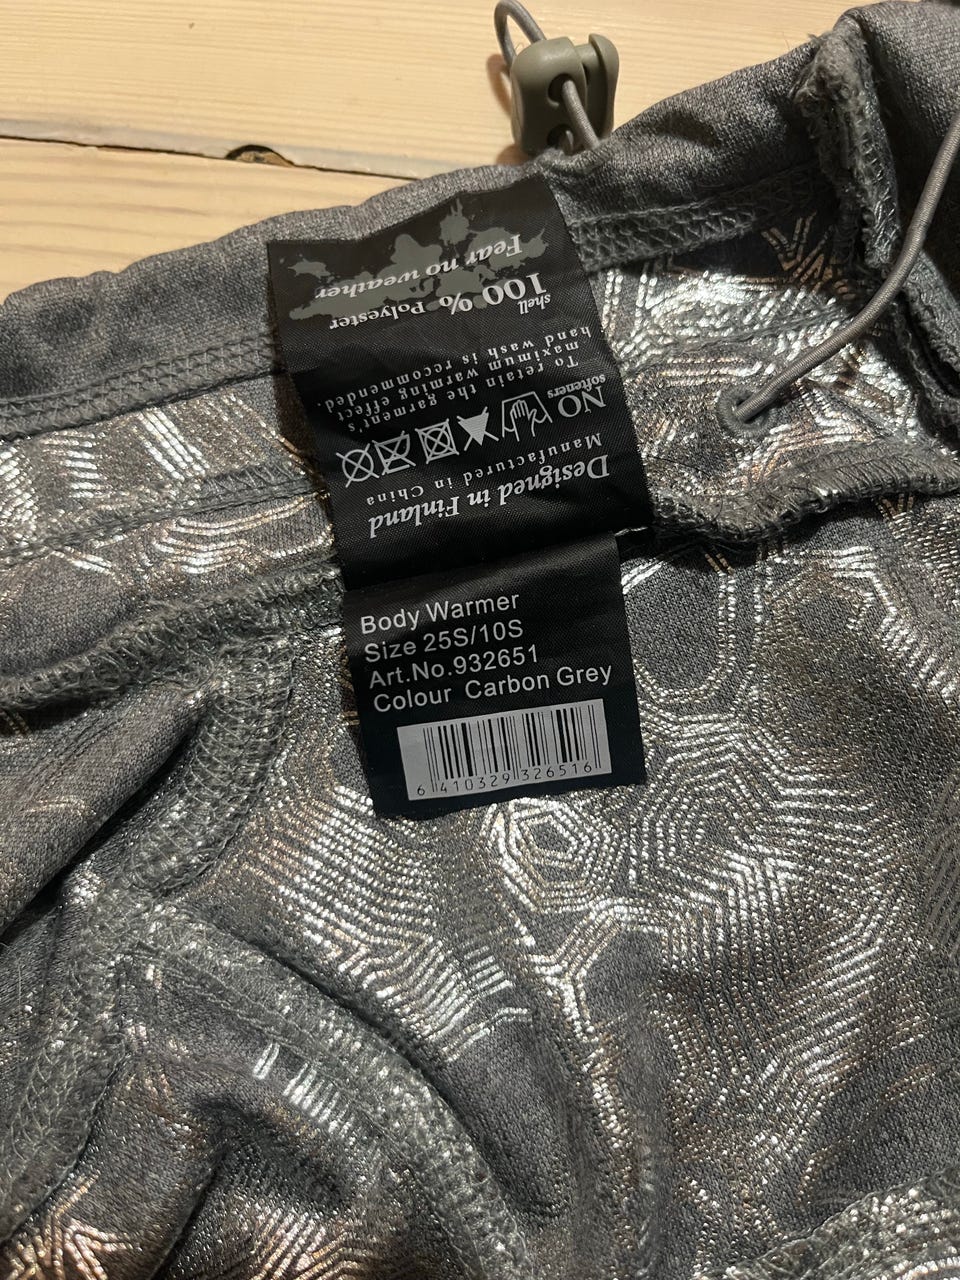 Designed in Finland
Manufactured in China
NO
softeners
To retain the garment's
maximum warming effect
hand wash is recommended.
shell
100 % Polyester
Fear no weather
Body Warmer
Size 25S/10S
Art.No.932651
Colour Carbon Grey
6 410329 326516